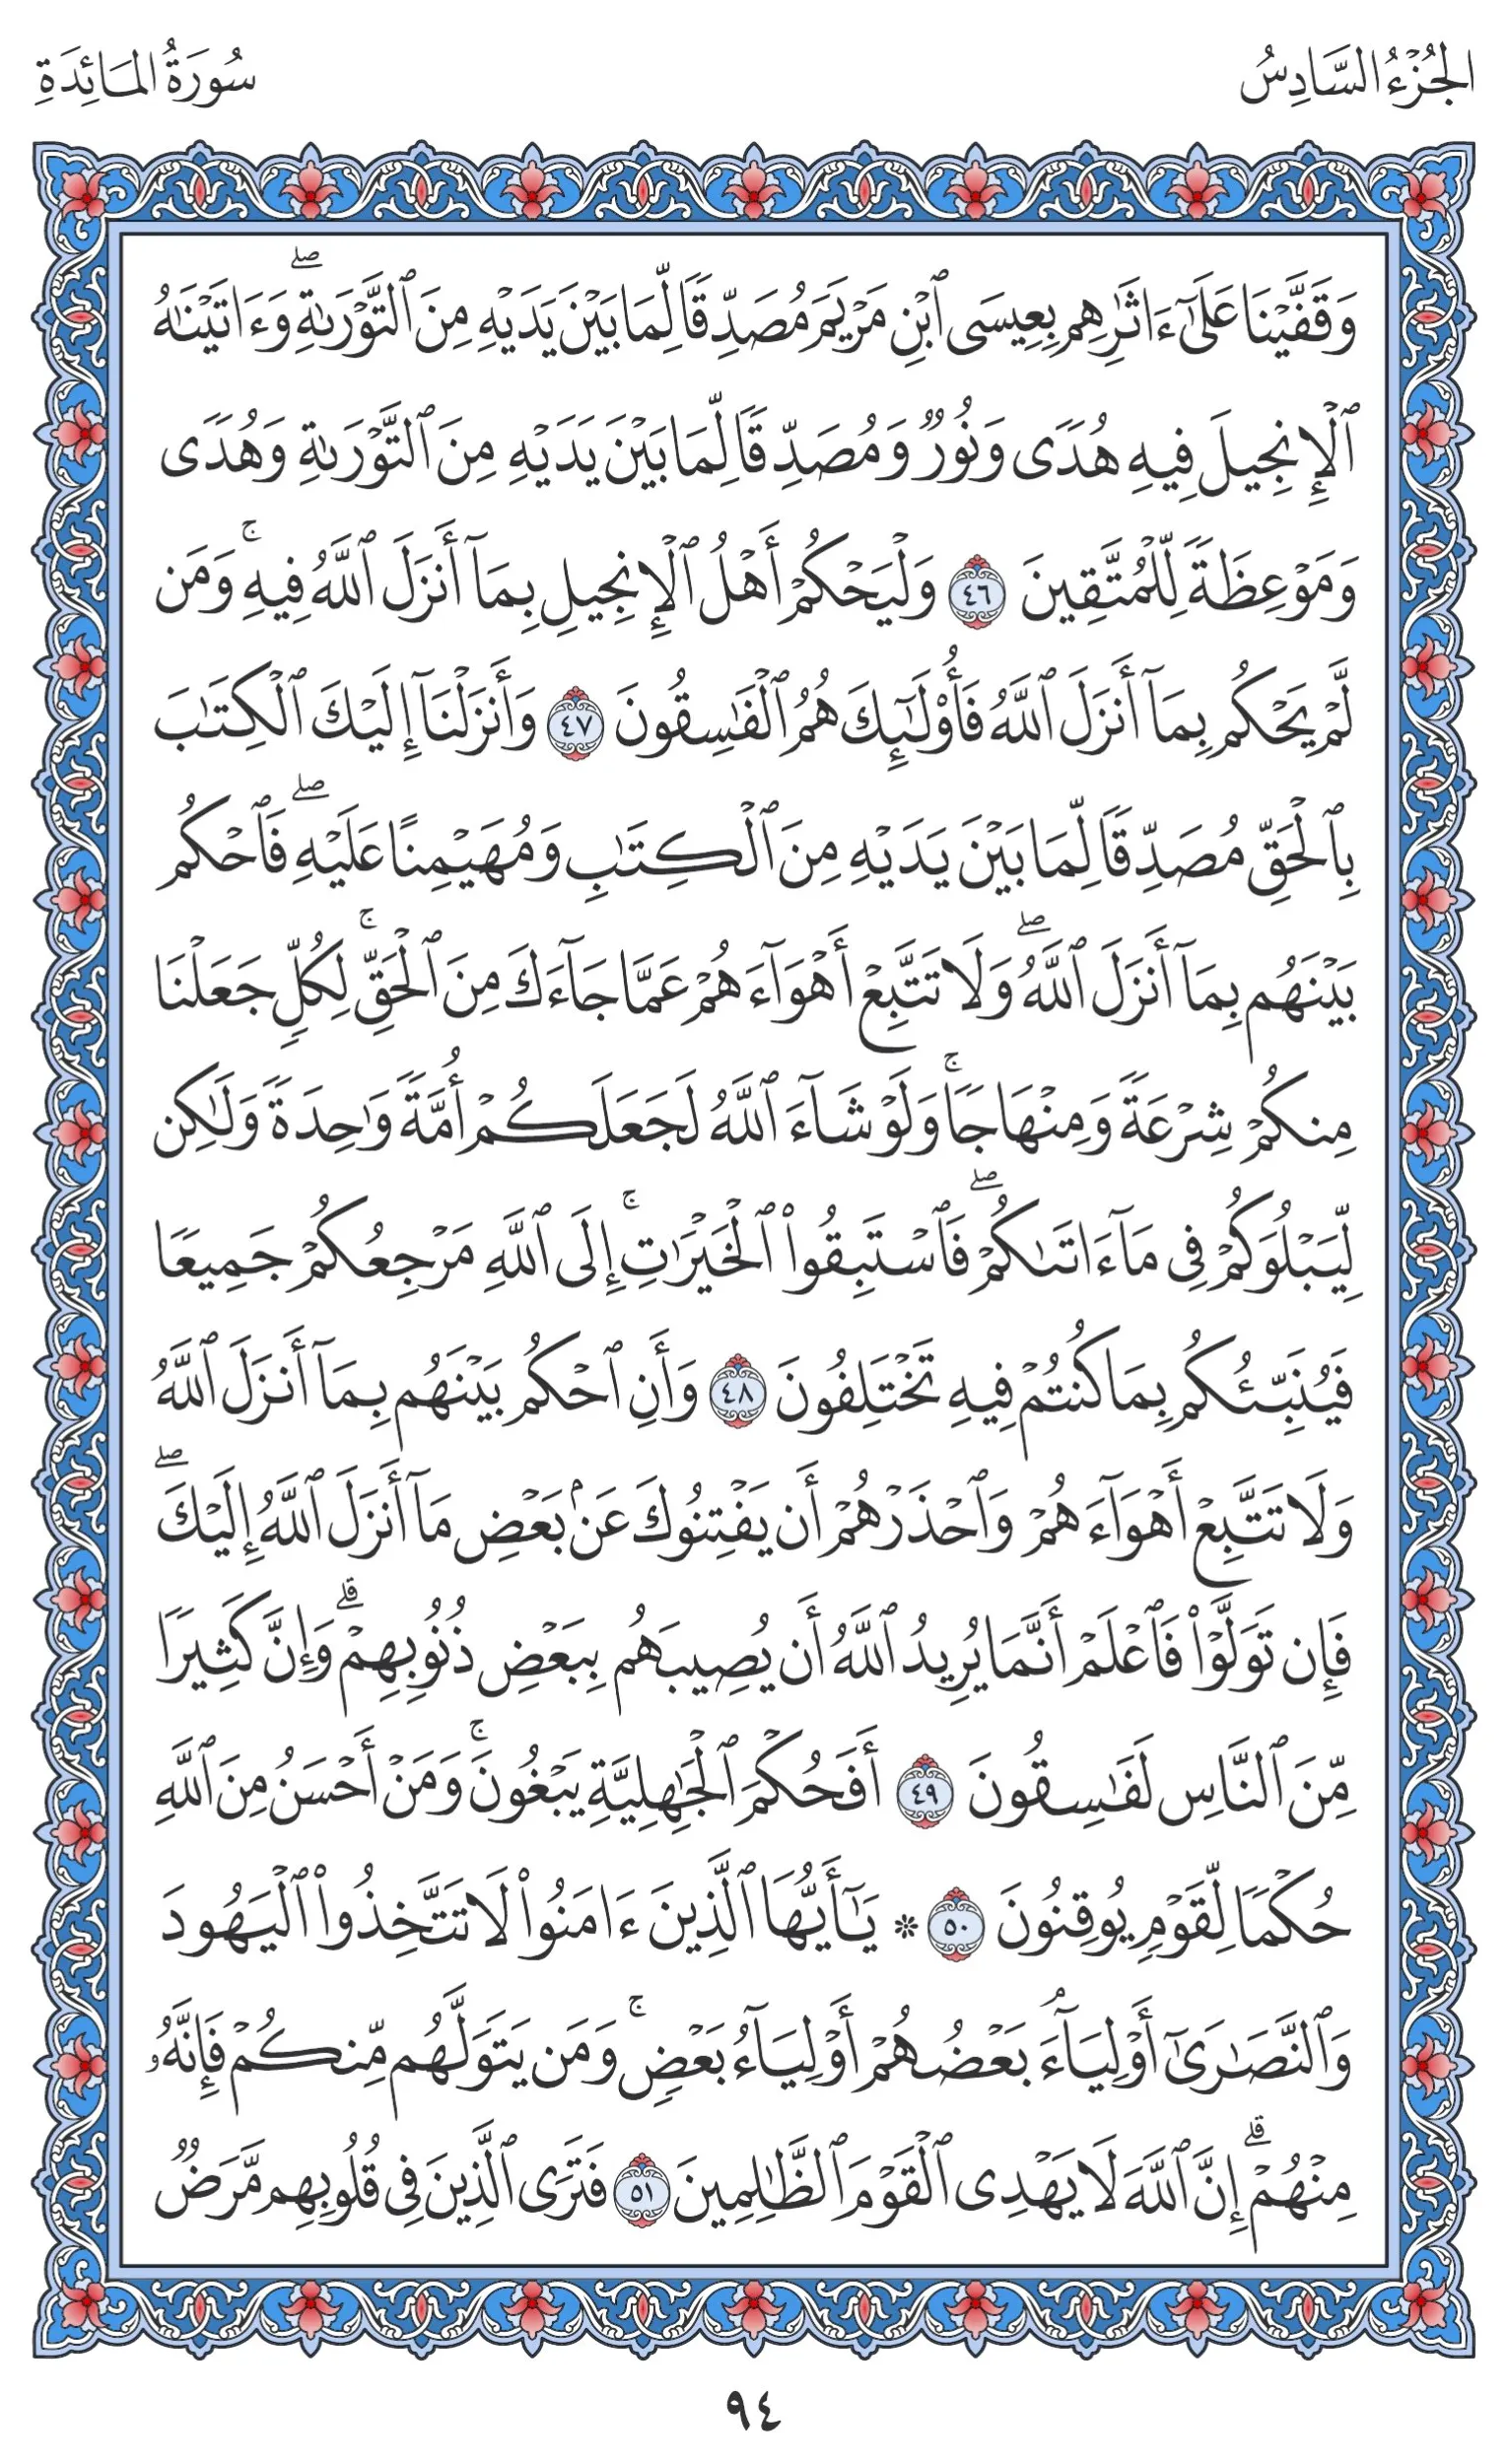 الجُزْءُ السَّادِسُ
سُورَةُ المَائِدَةِ
وَقَفَّيْنَا عَلَىٰٓ ءَاثَٰرِهِم بِعِيسَى ٱبْنِ مَرْيَمَ مُصَدِّقًا لِّمَا بَيْنَ يَدَيْهِ مِنَ ٱلتَّوْرَىٰةِ ۖ وَءَاتَيْنَٰهُ
ٱلْإِنجِيلَ فِيهِ هُدًى وَنُورٌ وَمُصَدِّقًا لِّمَا بَيْنَ يَدَيْهِ مِنَ ٱلتَّوْرَىٰةِ وَهُدًى
وَمَوْعِظَةً لِّلْمُتَّقِينَ ٤٦ وَلْيَحْكُمْ أَهْلُ ٱلْإِنجِيلِ بِمَآ أَنزَلَ ٱللَّهُ فِيهِ ۚ وَمَن
لَّمْ يَحْكُم بِمَآ أَنزَلَ ٱللَّهُ فَأُو۟لَٰٓئِكَ هُمُ ٱلْفَٰسِقُونَ ٤٧ وَأَنزَلْنَآ إِلَيْكَ ٱلْكِتَٰبَ
بِٱلْحَقِّ مُصَدِّقًا لِّمَا بَيْنَ يَدَيْهِ مِنَ ٱلْكِتَٰبِ وَمُهَيْمِنًا عَلَيْهِ ۖ فَٱحْكُم
بَيْنَهُم بِمَآ أَنزَلَ ٱللَّهُ ۖ وَلَا تَتَّبِعْ أَهْوَآءَهُمْ عَمَّا جَآءَكَ مِنَ ٱلْحَقِّ ۚ لِكُلٍّ جَعَلْنَا
مِنكُمْ شِرْعَةً وَمِنْهَاجًا ۚ وَلَوْ شَآءَ ٱللَّهُ لَجَعَلَكُمْ أُمَّةً وَٰحِدَةً وَلَٰكِن
لِّيَبْلُوَكُمْ فِى مَآ ءَاتَىٰكُمْ ۖ فَٱسْتَبِقُوا۟ ٱلْخَيْرَٰتِ ۚ إِلَى ٱللَّهِ مَرْجِعُكُمْ جَمِيعًا
فَيُنَبِّئُكُم بِمَا كُنتُمْ فِيهِ تَخْتَلِفُونَ ٤٨ وَأَنِ ٱحْكُم بَيْنَهُم بِمَآ أَنزَلَ ٱللَّهُ
وَلَا تَتَّبِعْ أَهْوَآءَهُمْ وَٱحْذَرْهُمْ أَن يَفْتِنُوكَ عَنۢ بَعْضِ مَآ أَنزَلَ ٱللَّهُ إِلَيْكَ ۖ
فَإِن تَوَلَّوْا۟ فَٱعْلَمْ أَنَّمَا يُرِيدُ ٱللَّهُ أَن يُصِيبَهُم بِبَعْضِ ذُنُوبِهِمْ ۗ وَإِنَّ كَثِيرًا
مِّنَ ٱلنَّاسِ لَفَٰسِقُونَ ٤٩ أَفَحُكْمَ ٱلْجَٰهِلِيَّةِ يَبْغُونَ ۚ وَمَنْ أَحْسَنُ مِنَ ٱللَّهِ
حُكْمًا لِّقَوْمٍ يُوقِنُونَ ٥٠ ۞ يَٰٓأَيُّهَا ٱلَّذِينَ ءَامَنُوا۟ لَا تَتَّخِذُوا۟ ٱلْيَهُودَ
وَٱلنَّصَٰرَىٰٓ أَوْلِيَآءَ ۘ بَعْضُهُمْ أَوْلِيَآءُ بَعْضٍ ۚ وَمَن يَتَوَلَّهُم مِّنكُمْ فَإِنَّهُۥ
مِنْهُمْ ۗ إِنَّ ٱللَّهَ لَا يَهْدِى ٱلْقَوْمَ ٱلظَّٰلِمِينَ ٥١ فَتَرَى ٱلَّذِينَ فِى قُلُوبِهِم مَّرَضٌ
٩٤